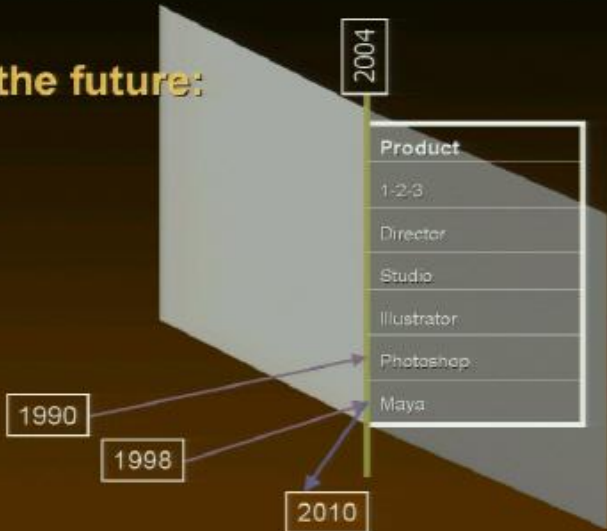 the future:
2004
Product
1-2-3
Director
Studio
Illustrator
Photoshop
Maya
1990
1998
2010